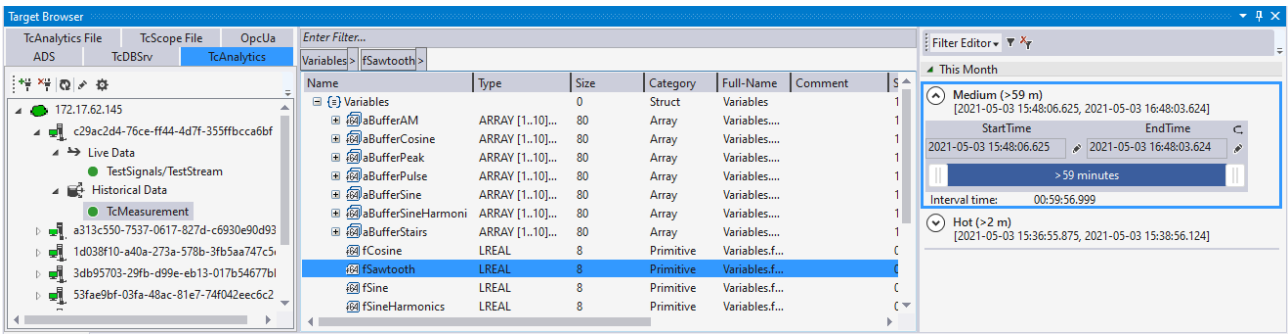 Target Browser
TcAnalytics File TcScope File OpcUa
ADS TcDBSrv TcAnalytics
172.17.62.145
c29ac2d4-76ce-ff44-4d7f-355ffbcca6bf
Live Data
TestSignals/TestStream
Historical Data
TcMeasurement
a313c550-7537-0617-827d-c6930e90d93
1d038f10-a40a-273a-578b-3fb5aa747c5
3db95703-29fb-d99e-eb13-017b54677bl
53fae9bf-03fa-48ac-81e7-74f042eec6c2
Enter Filter...
Variables> fSawtooth>
Name Type Size Category Full-Name Comment S
Variables 0 Struct Variables 1
aBufferAM ARRAY [1..10]... 80 Array Variables.... 1
aBufferCosine ARRAY [1..10]... 80 Array Variables.... 1
aBufferPeak ARRAY [1..10]... 80 Array Variables.... 1
aBufferPulse ARRAY [1..10]... 80 Array Variables.... 1
aBufferSine ARRAY [1..10]... 80 Array Variables.... 1
aBufferSineHarmoni ARRAY [1..10]... 80 Array Variables.... 1
aBufferStairs ARRAY [1..10]... 80 Array Variables.... 1
fCosine LREAL 8 Primitive Variables.f...
fSawtooth LREAL 8 Primitive Variables.f...
fSine LREAL 8 Primitive Variables.f...
fSineHarmonics LREAL 8 Primitive Variables.f...
Filter Editor
This Month
Medium (>59 m)
[2021-05-03 15:48:06.625, 2021-05-03 16:48:03.624]
StartTime EndTime
2021-05-03 15:48:06.625 2021-05-03 16:48:03.624
>59 minutes
Interval time: 00:59:56.999
Hot (>2 m)
[2021-05-03 15:36:55.875, 2021-05-03 15:38:56.124]